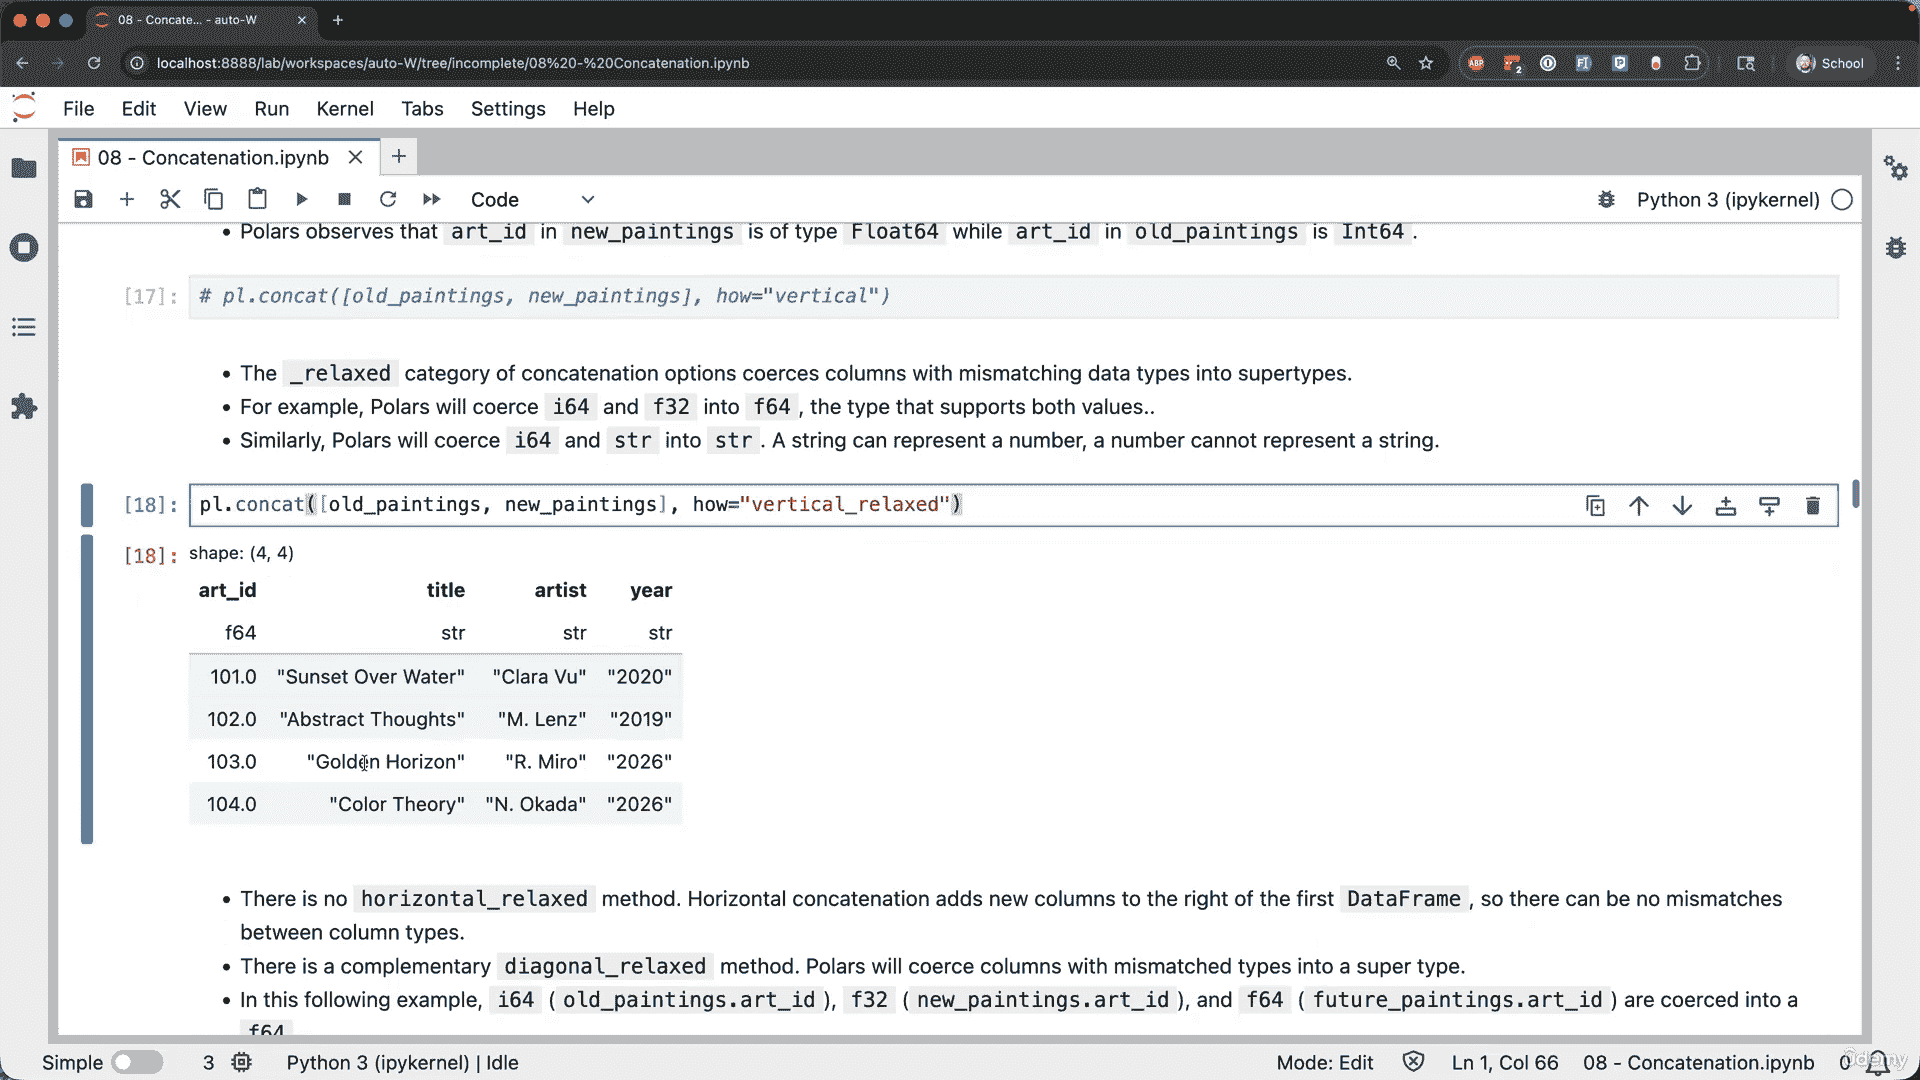 08 - Concate... - auto-W
localhost:8888/lab/workspaces/auto-W/tree/incomplete/08%20-%20Concatenation.ipynb
ABP
2
School
File Edit View Run Kernel Tabs Settings Help
08 - Concatenation.ipynb
Code
Python 3 (ipykernel)
• Polars observes that art_id in new_paintings is of type Float64 while art_id in old_paintings is Int64.
[17]: # pl.concat([old_paintings, new_paintings], how="vertical")
• The _relaxed category of concatenation options coerces columns with mismatching data types into supertypes.
• For example, Polars will coerce i64 and f32 into f64, the type that supports both values..
• Similarly, Polars will coerce i64 and str into str. A string can represent a number, a number cannot represent a string.
[18]: pl.concat([old_paintings, new_paintings], how="vertical_relaxed")
[18]: shape: (4, 4)
art_id title artist year
f64 str str str
101.0 "Sunset Over Water" "Clara Vu" "2020"
102.0 "Abstract Thoughts" "M. Lenz" "2019"
103.0 "Golden Horizon" "R. Miro" "2026"
104.0 "Color Theory" "N. Okada" "2026"
• There is no horizontal_relaxed method. Horizontal concatenation adds new columns to the right of the first DataFrame, so there can be no mismatches
between column types.
• There is a complementary diagonal_relaxed method. Polars will coerce columns with mismatched types into a super type.
• In this following example, i64 (old_paintings.art_id), f32 (new_paintings.art_id), and f64 (future_paintings.art_id) are coerced into a
f64
Simple 3 Python 3 (ipykernel) | Idle Mode: Edit Ln 1, Col 66 08 - Concatenation.ipynb 0
Udemy